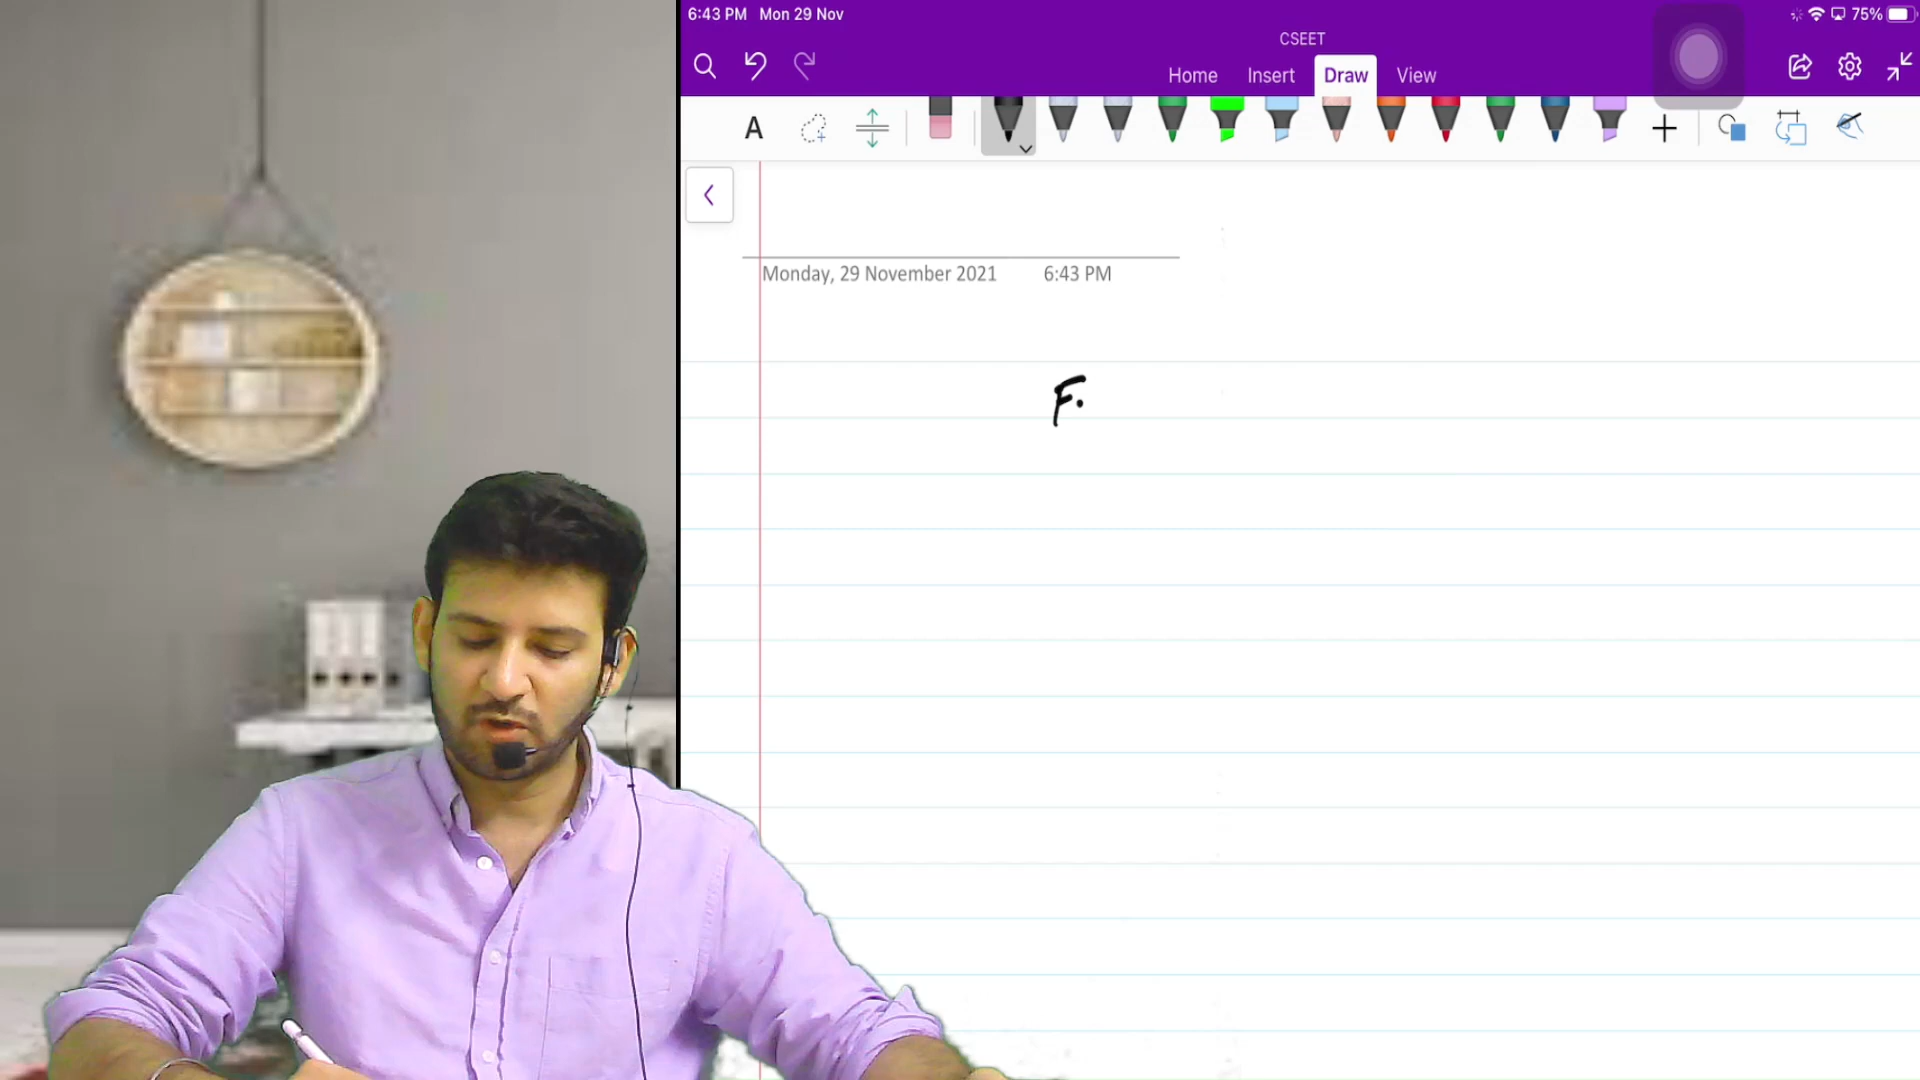 6:43 PM Mon 29 Nov
75%
CSEET
Home Insert Draw View
A
Monday, 29 November 2021 6:43 PM
F.